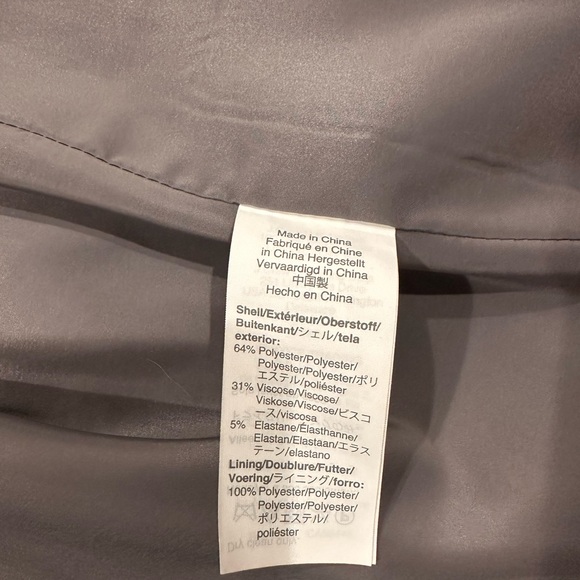 Made in China
Fabriqué en Chine
in China Hergestellt
Vervaardigd in China
中国製
Hecho en China
Shell/Extérieur/Oberstoff/
Buitenkant/シェル/tela
exterior:
64% Polyester/Polyester/
Polyester/Polyester/ポリ
エステル/poliéster
31% Viscose/Viscose/
Viskose/Viscose/ビスコ
ース/viscosa
5% Elastane/Élasthanne/
Elastan/Elastaan/エラス
テーン/elastano
Lining/Doublure/Futter/
Voering/ライニング/forro:
100% Polyester/Polyester/
Polyester/Polyester/
ポリエステル/
poliéster
Dry clean only